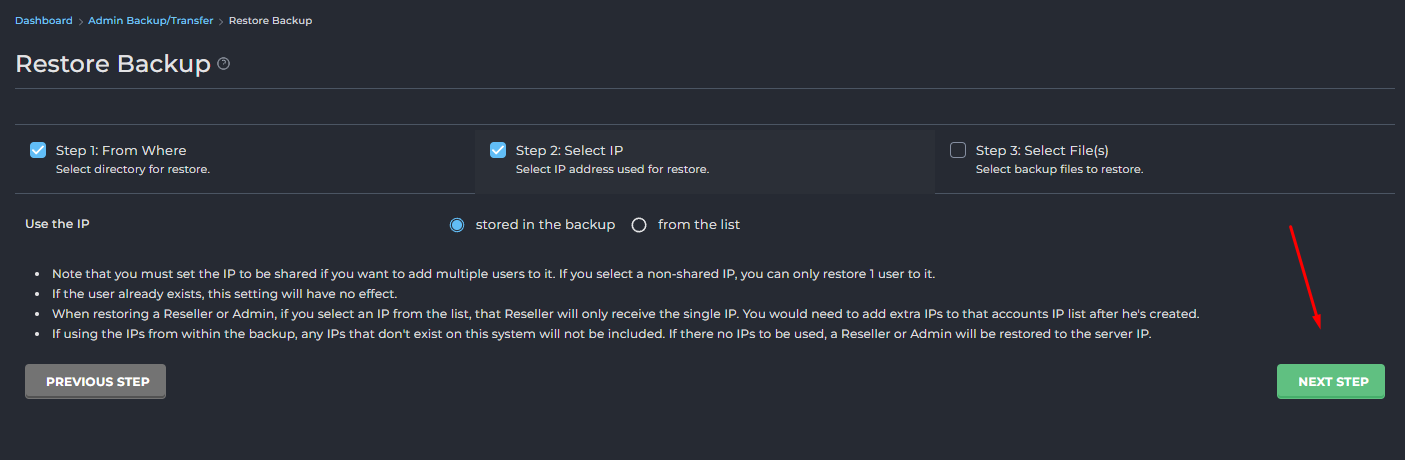 Dashboard > Admin Backup/Transfer > Restore Backup
Restore Backup ?
Step 1: From Where
Select directory for restore.
Step 2: Select IP
Select IP address used for restore.
Step 3: Select File(s)
Select backup files to restore.
Use the IP
stored in the backup
from the list
• Note that you must set the IP to be shared if you want to add multiple users to it. If you select a non-shared IP, you can only restore 1 user to it.
• If the user already exists, this setting will have no effect.
• When restoring a Reseller or Admin, if you select an IP from the list, that Reseller will only receive the single IP. You would need to add extra IPs to that accounts IP list after he's created.
• If using the IPs from within the backup, any IPs that don't exist on this system will not be included. If there no IPs to be used, a Reseller or Admin will be restored to the server IP.
PREVIOUS STEP
NEXT STEP